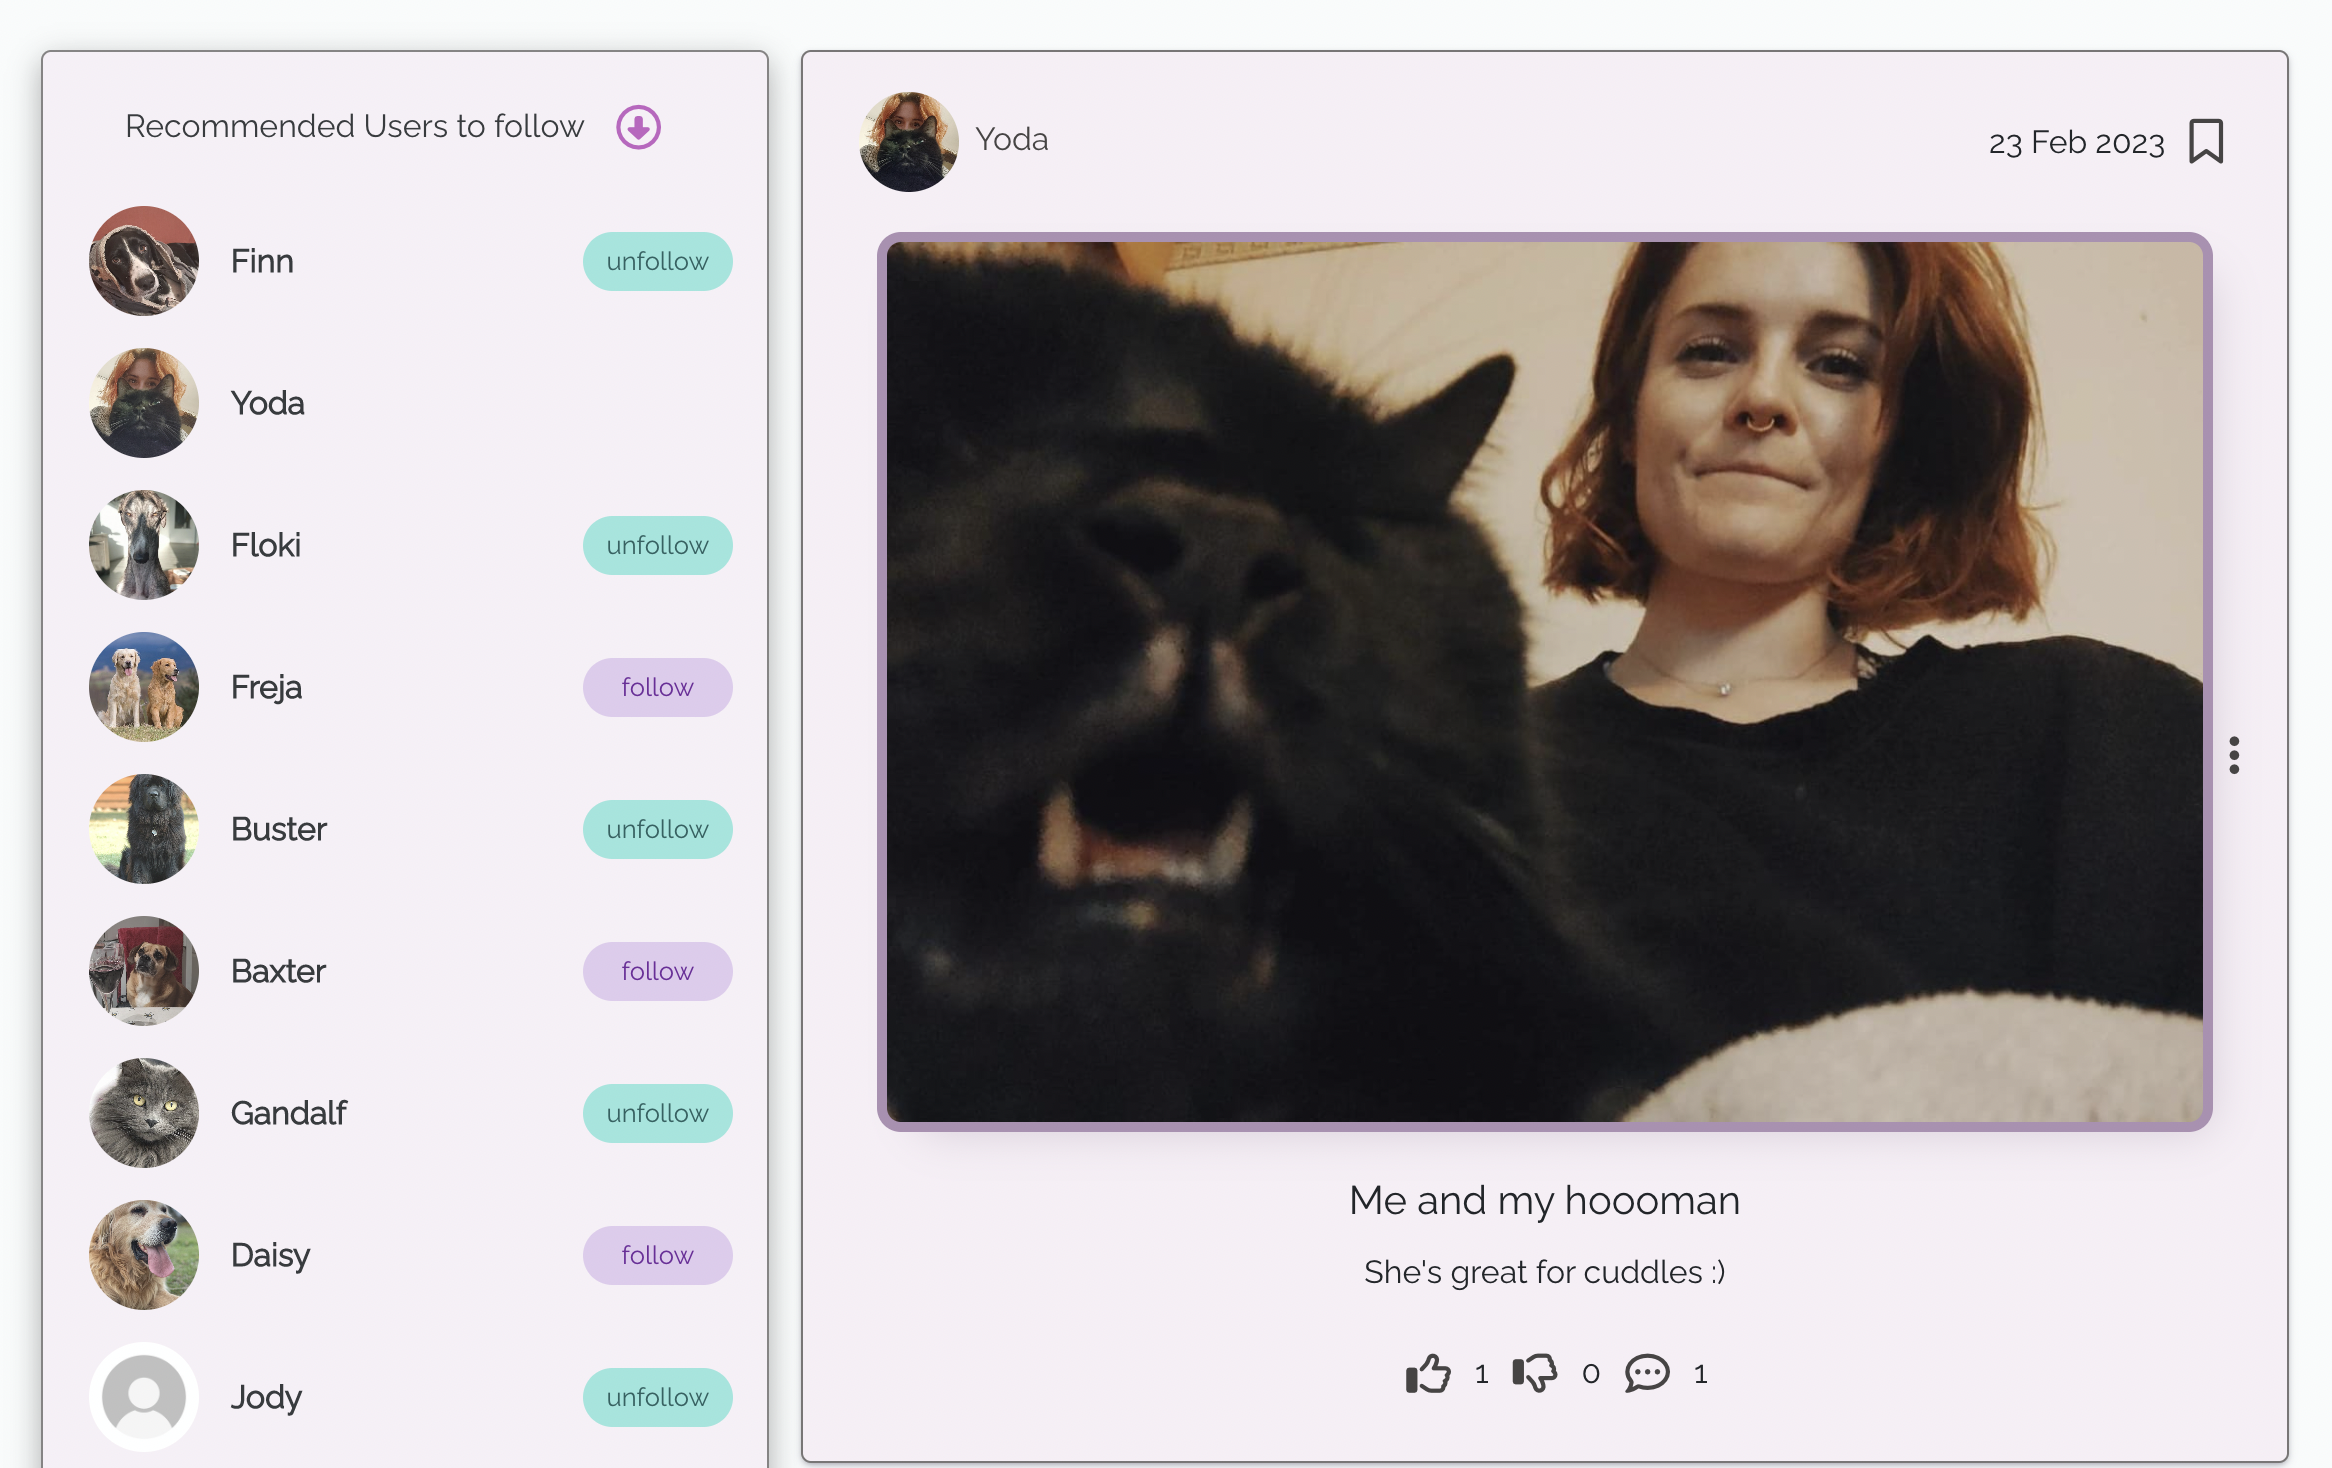 Recommended Users to follow
Finn
unfollow
Yoda
Floki
unfollow
Freja
follow
Buster
unfollow
Baxter
follow
Gandalf
unfollow
Daisy
follow
Jody
unfollow
Yoda
23 Feb 2023
Me and my hoooman
She's great for cuddles :)
1 0 1